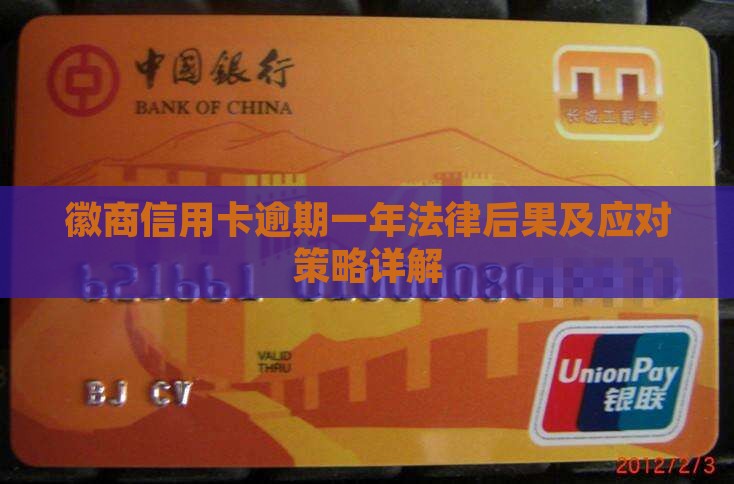 中国银行
BANK OF CHINA
长城工薪卡
徽商信用卡逾期一年法律后果及应对
策略详解
VALID
THRU
BJ CV
UnionPay
银联
2012/2/3